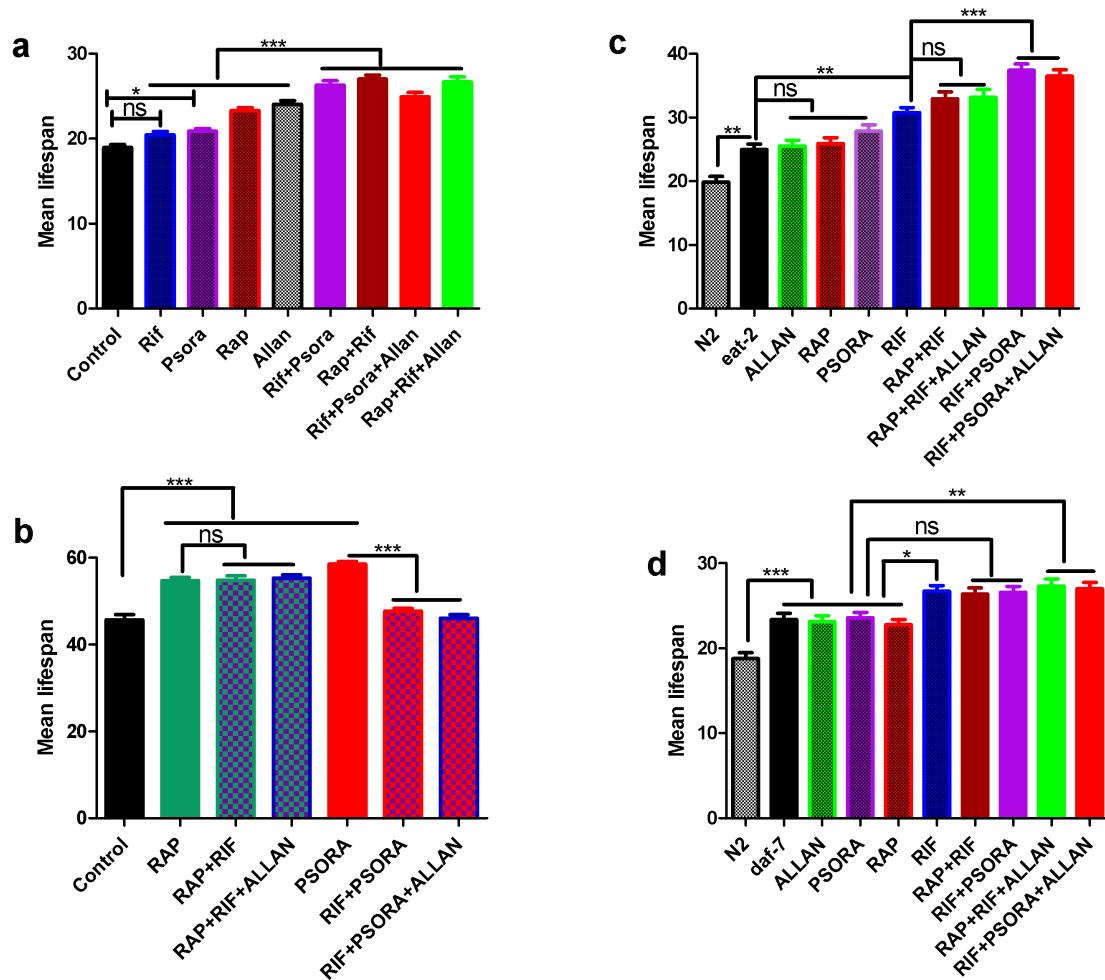 a
Mean lifespan
30
20
10
0
***
*
ns
Control
Rif
Psora
Rap
Allan
Rif+Psora
Rap+Rif
Rif+Psora+Allan
Rap+Rif+Allan
c
Mean lifespan
40
30
20
10
0
***
ns
**
ns
**
N2
eat-2
ALLAN
RAP
PSORA
RIF
RAP+RIF
RAP+RIF+ALLAN
RIF+PSORA
RIF+PSORA+ALLAN
b
Mean lifespan
60
40
20
0
***
ns
***
Control
RAP
RAP+RIF
RAP+RIF+ALLAN
PSORA
RIF+PSORA
RIF+PSORA+ALLAN
d
Mean lifespan
30
20
10
0
**
ns
*
***
N2
daf-7
ALLAN
PSORA
RAP
RIF
RAP+RIF
RIF+PSORA
RAP+RIF+ALLAN
RIF+PSORA+ALLAN